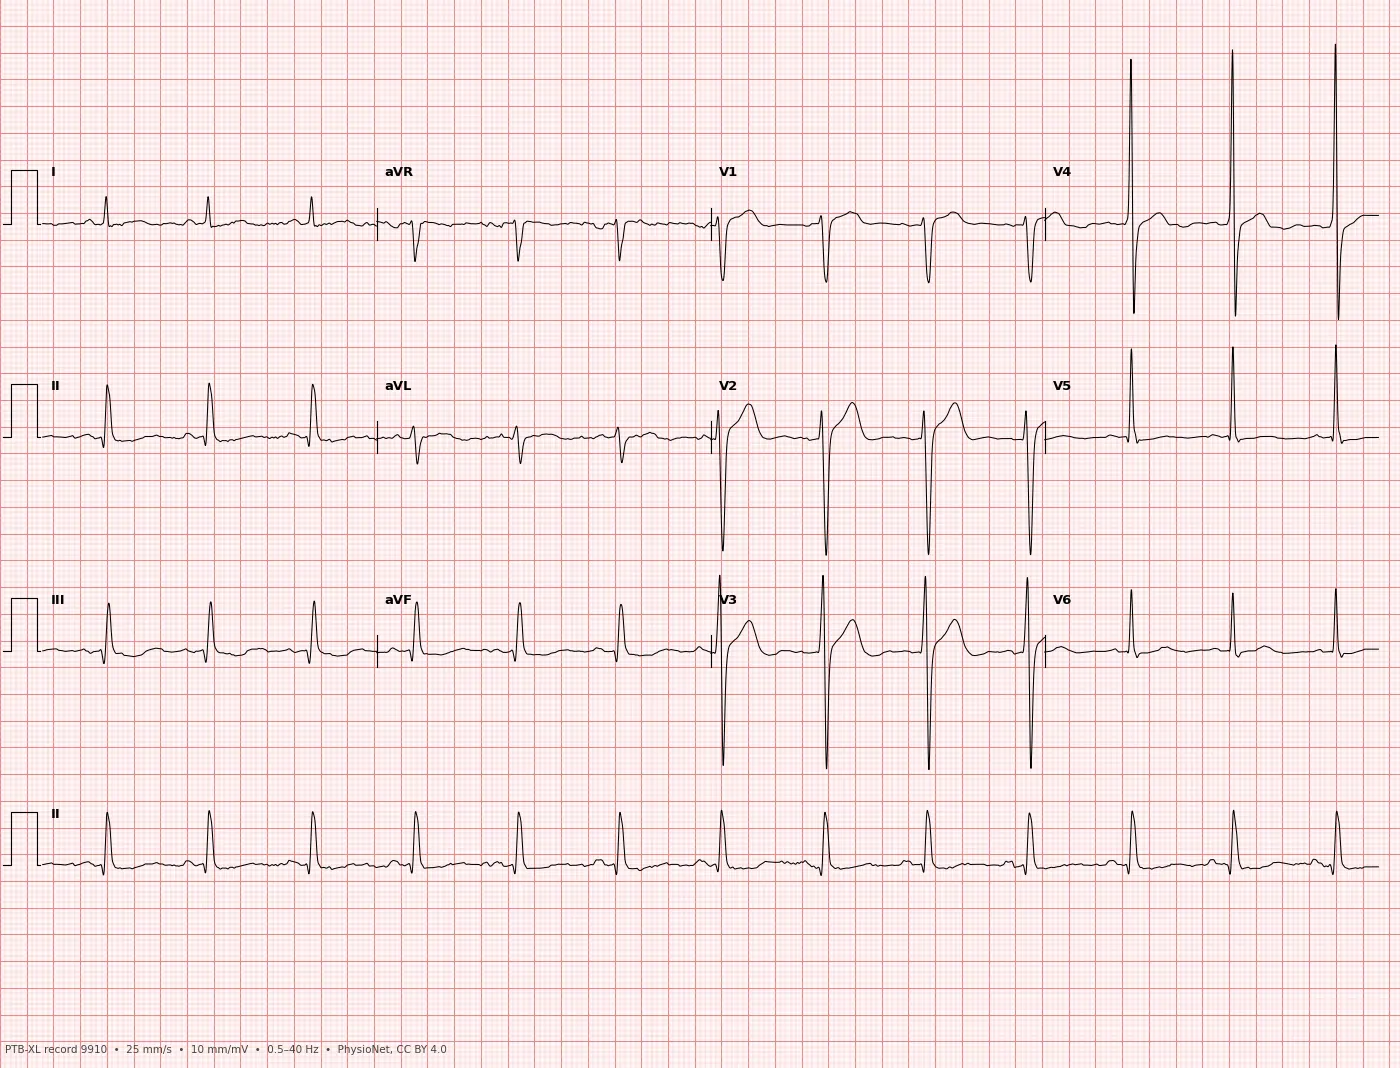 I aVR V1 V4
II aVL V2 V5
III aVF V3 V6
II
PTB-XL record 9910 • 25 mm/s • 10 mm/mV • 0.5–40 Hz • PhysioNet, CC BY 4.0